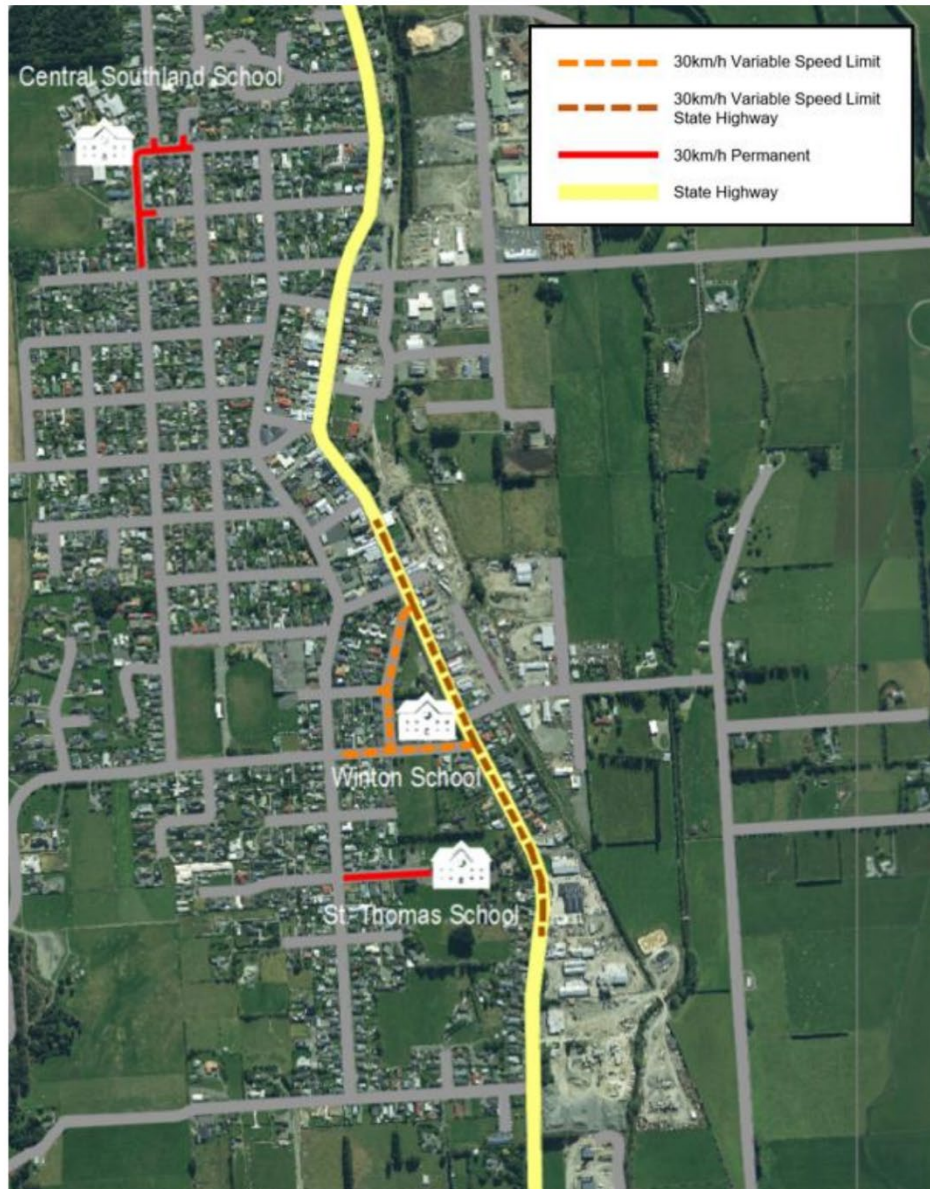 Central Southland School
30km/h Variable Speed Limit
30km/h Variable Speed Limit
State Highway
30km/h Permanent
State Highway
Winton School
St. Thomas School